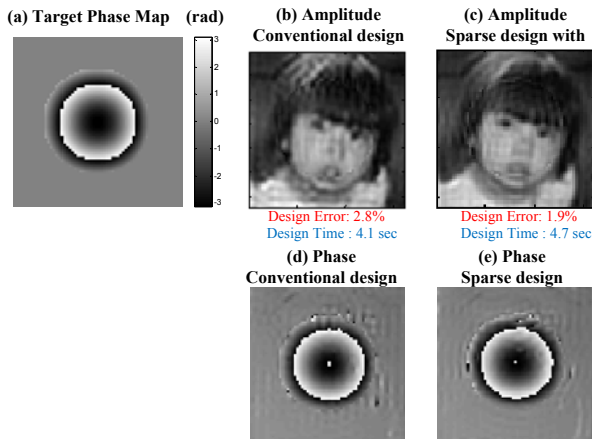 (a) Target Phase Map (rad)
3
2
1
0
-1
-2
-3
(b) Amplitude
Conventional design
Design Error: 2.8%
Design Time : 4.1 sec
(c) Amplitude
Sparse design with
Design Error: 1.9%
Design Time : 4.7 sec
(d) Phase
Conventional design
(e) Phase
Sparse design